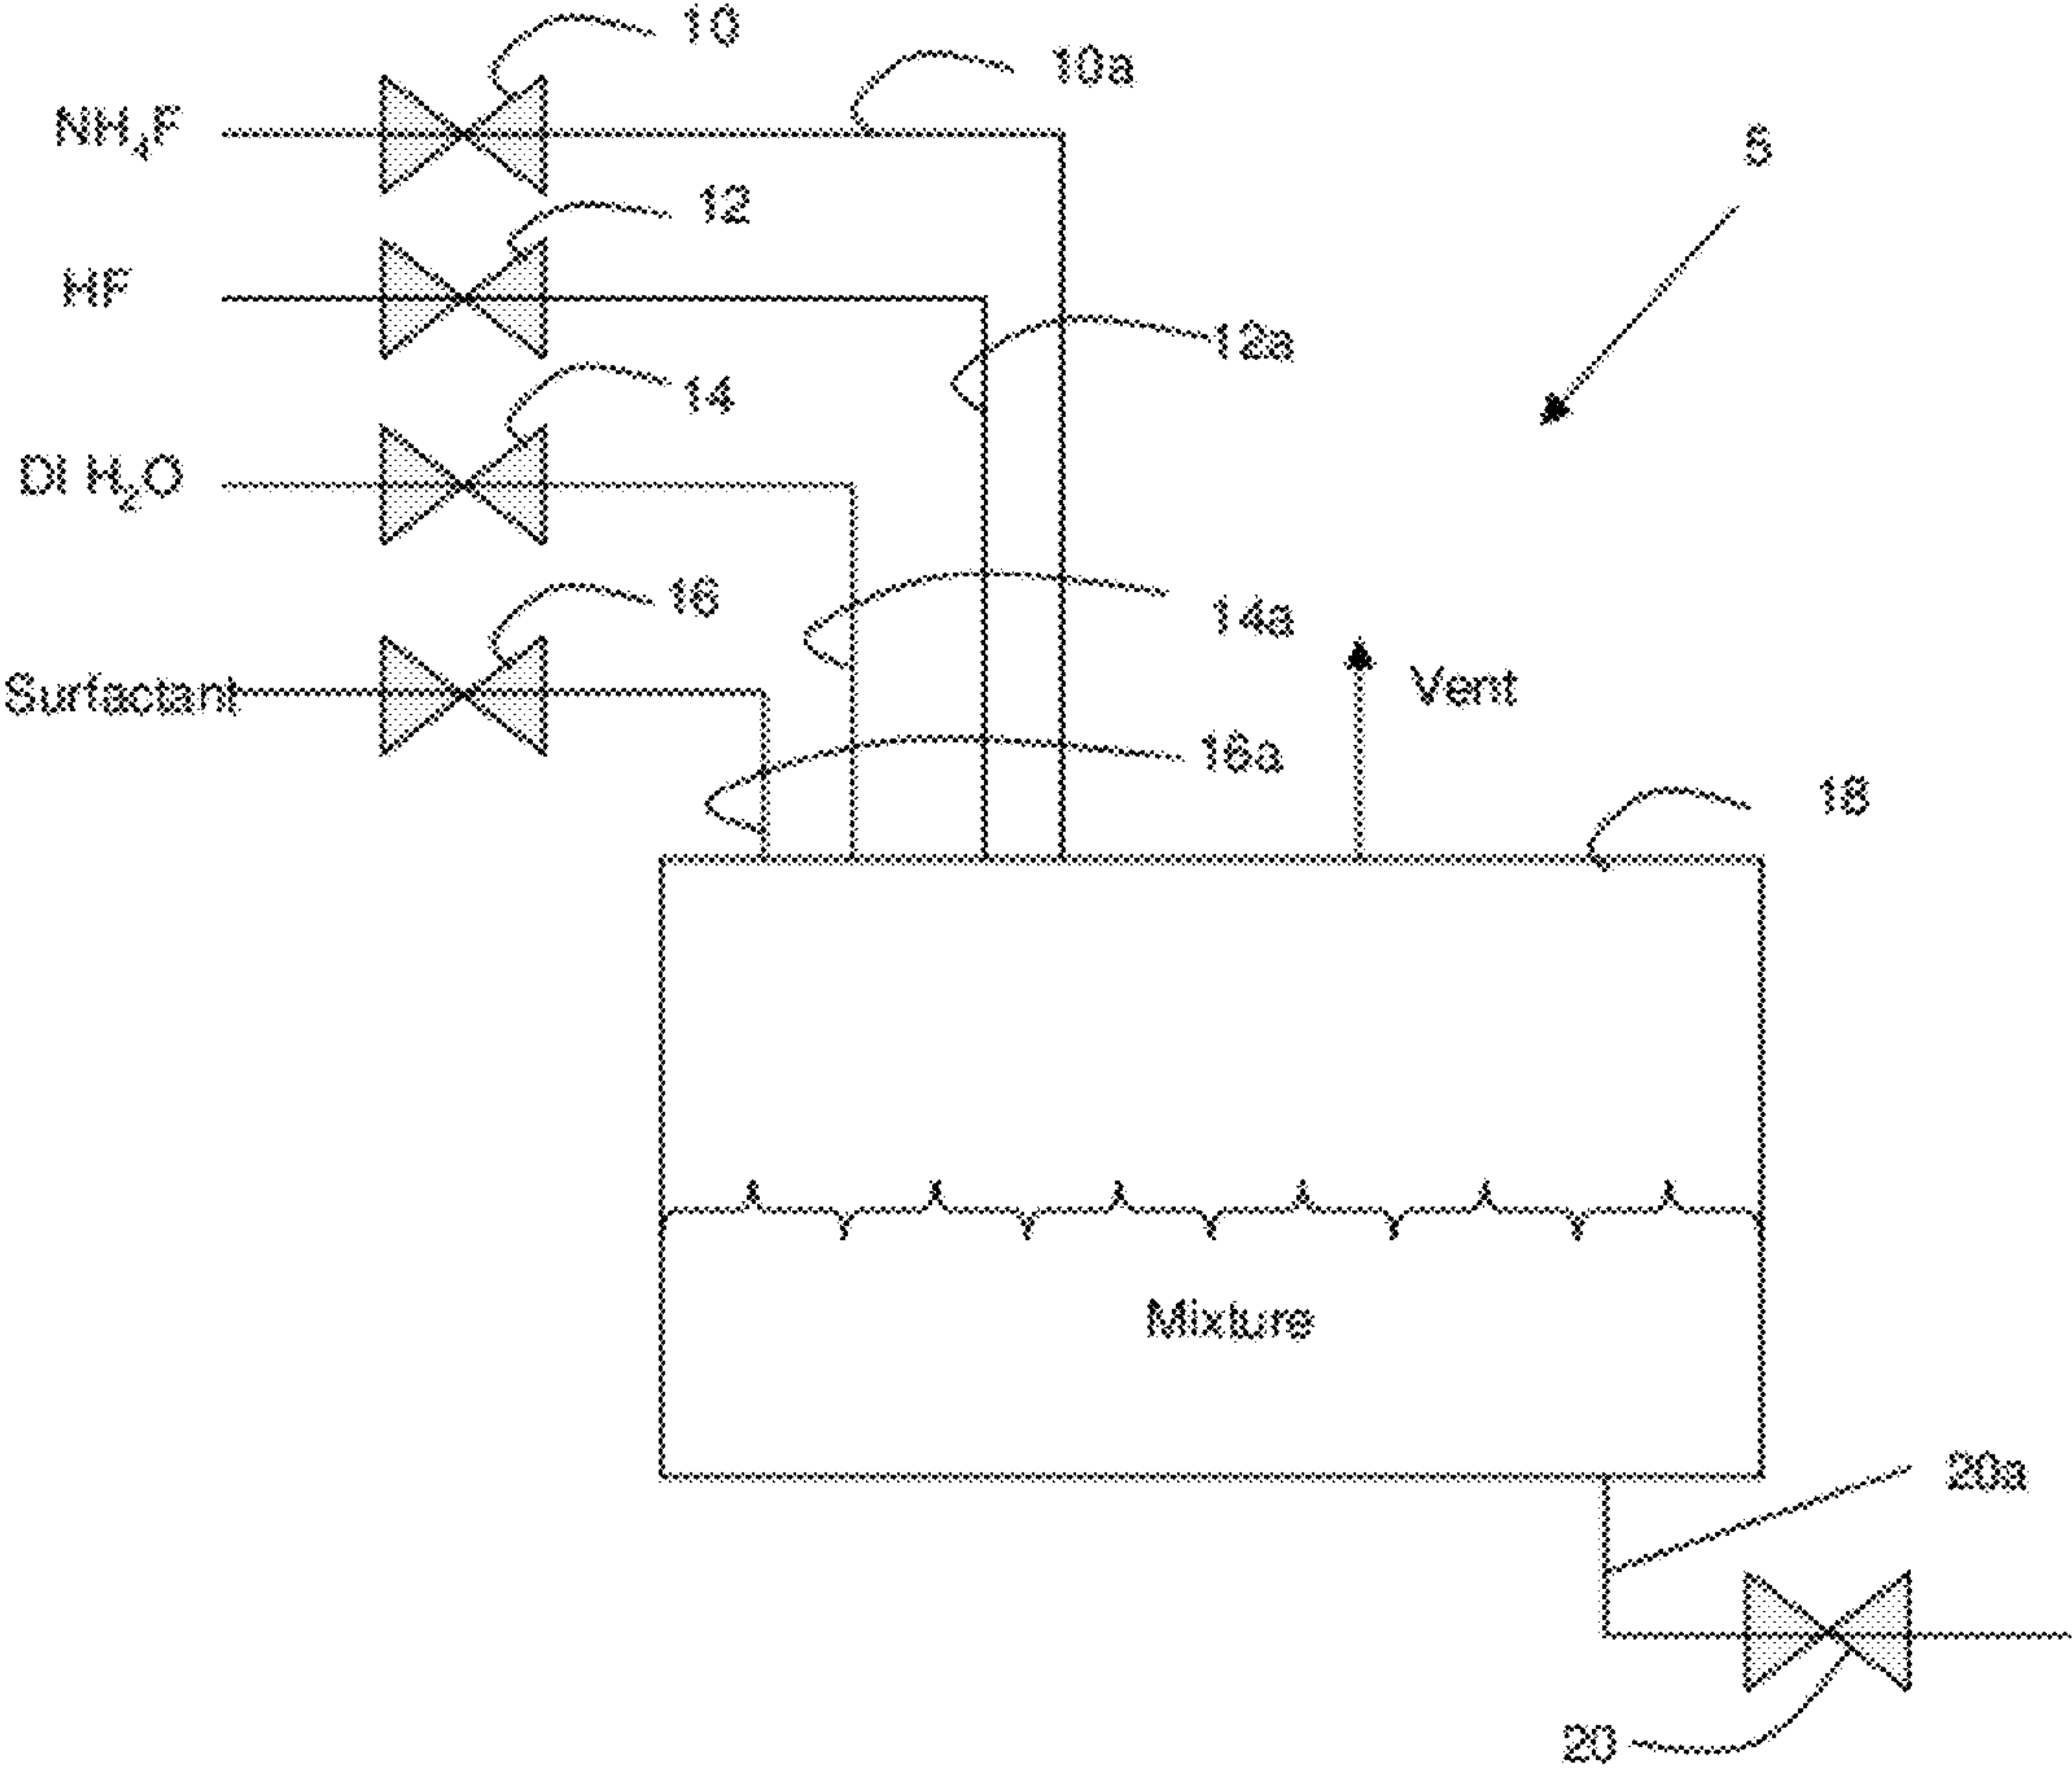 10
10a
NH₄F
5
12
HF
12a
14
DI H₂O
16
14a
Surfactant
Vent
16a
18
Mixture
20a
20